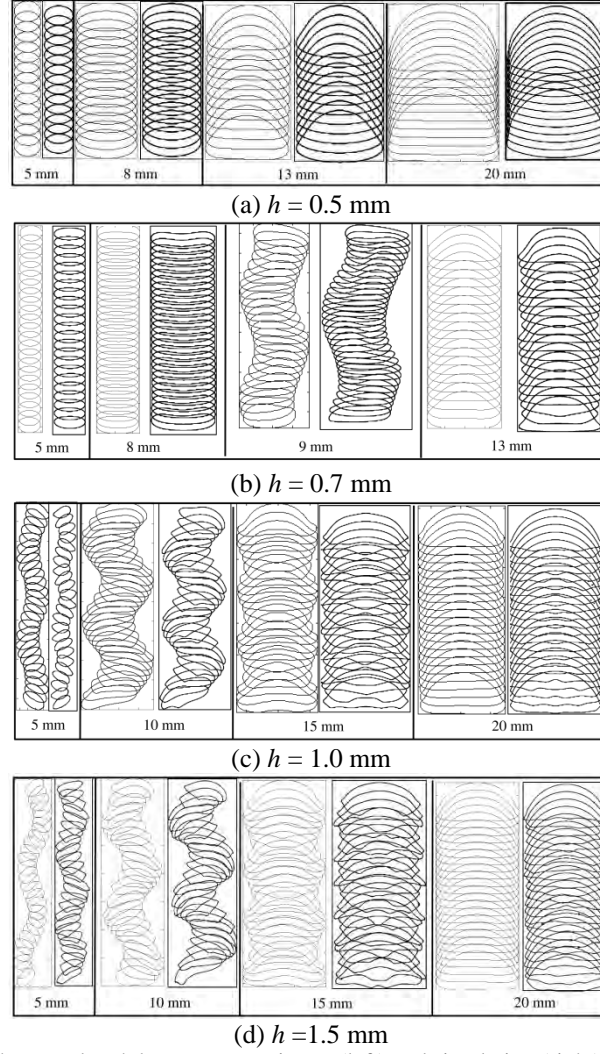 5 mm 8 mm 13 mm 20 mm
(a) h = 0.5 mm
5 mm 8 mm 9 mm 13 mm
(b) h = 0.7 mm
5 mm 10 mm 15 mm 20 mm
(c) h = 1.0 mm
5 mm 10 mm 15 mm 20 mm
(d) h =1.5 mm